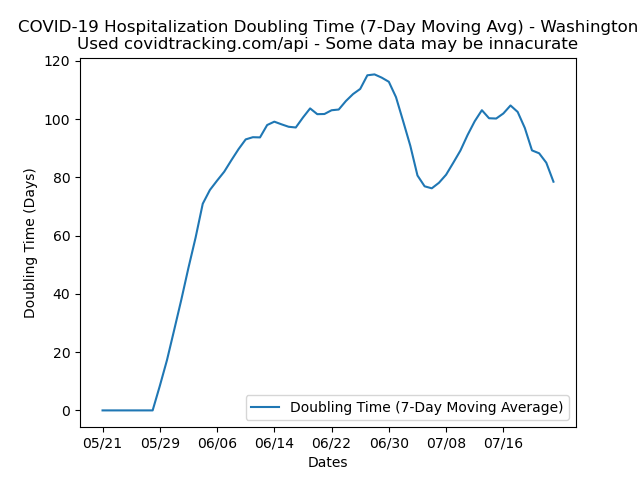 COVID-19 Hospitalization Doubling Time (7-Day Moving Avg) - Washington
Used covidtracking.com/api - Some data may be innacurate
120
100
80
60
40
20
0
Doubling Time (Days)
Doubling Time (7-Day Moving Average)
05/21 05/29 06/06 06/14 06/22 06/30 07/08 07/16
Dates